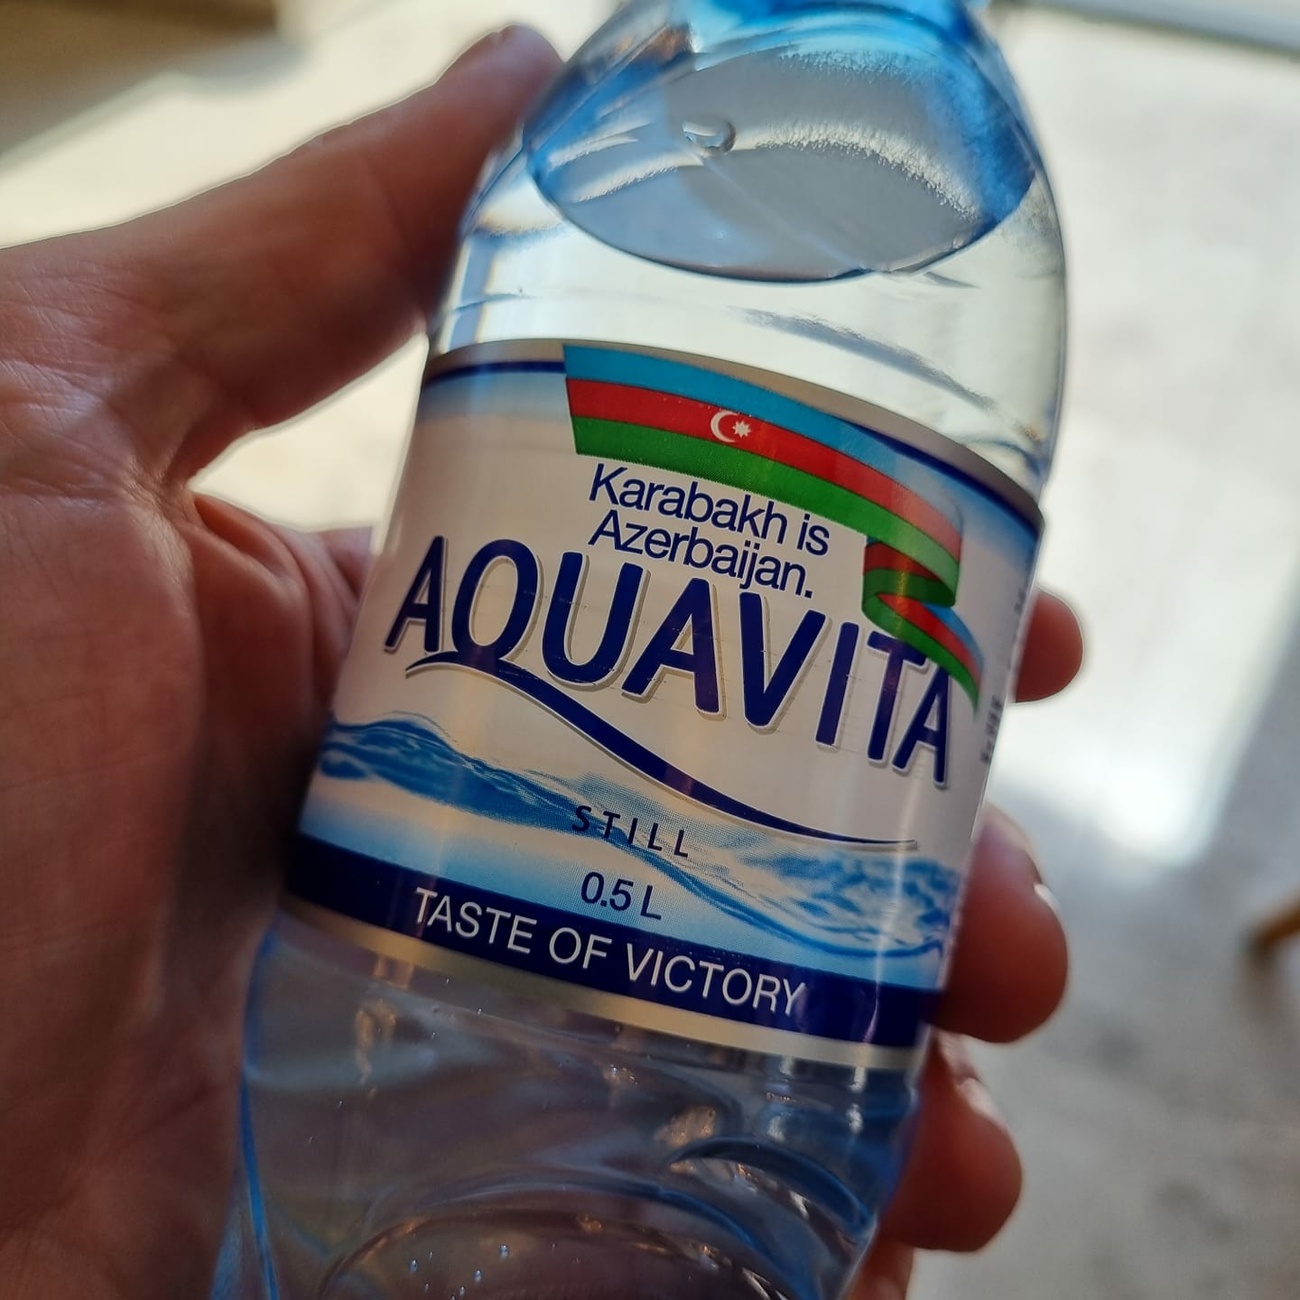 Karabakh is
Azerbaijan.
AQUAVITA
STILL
0.5 L
TASTE OF VICTORY